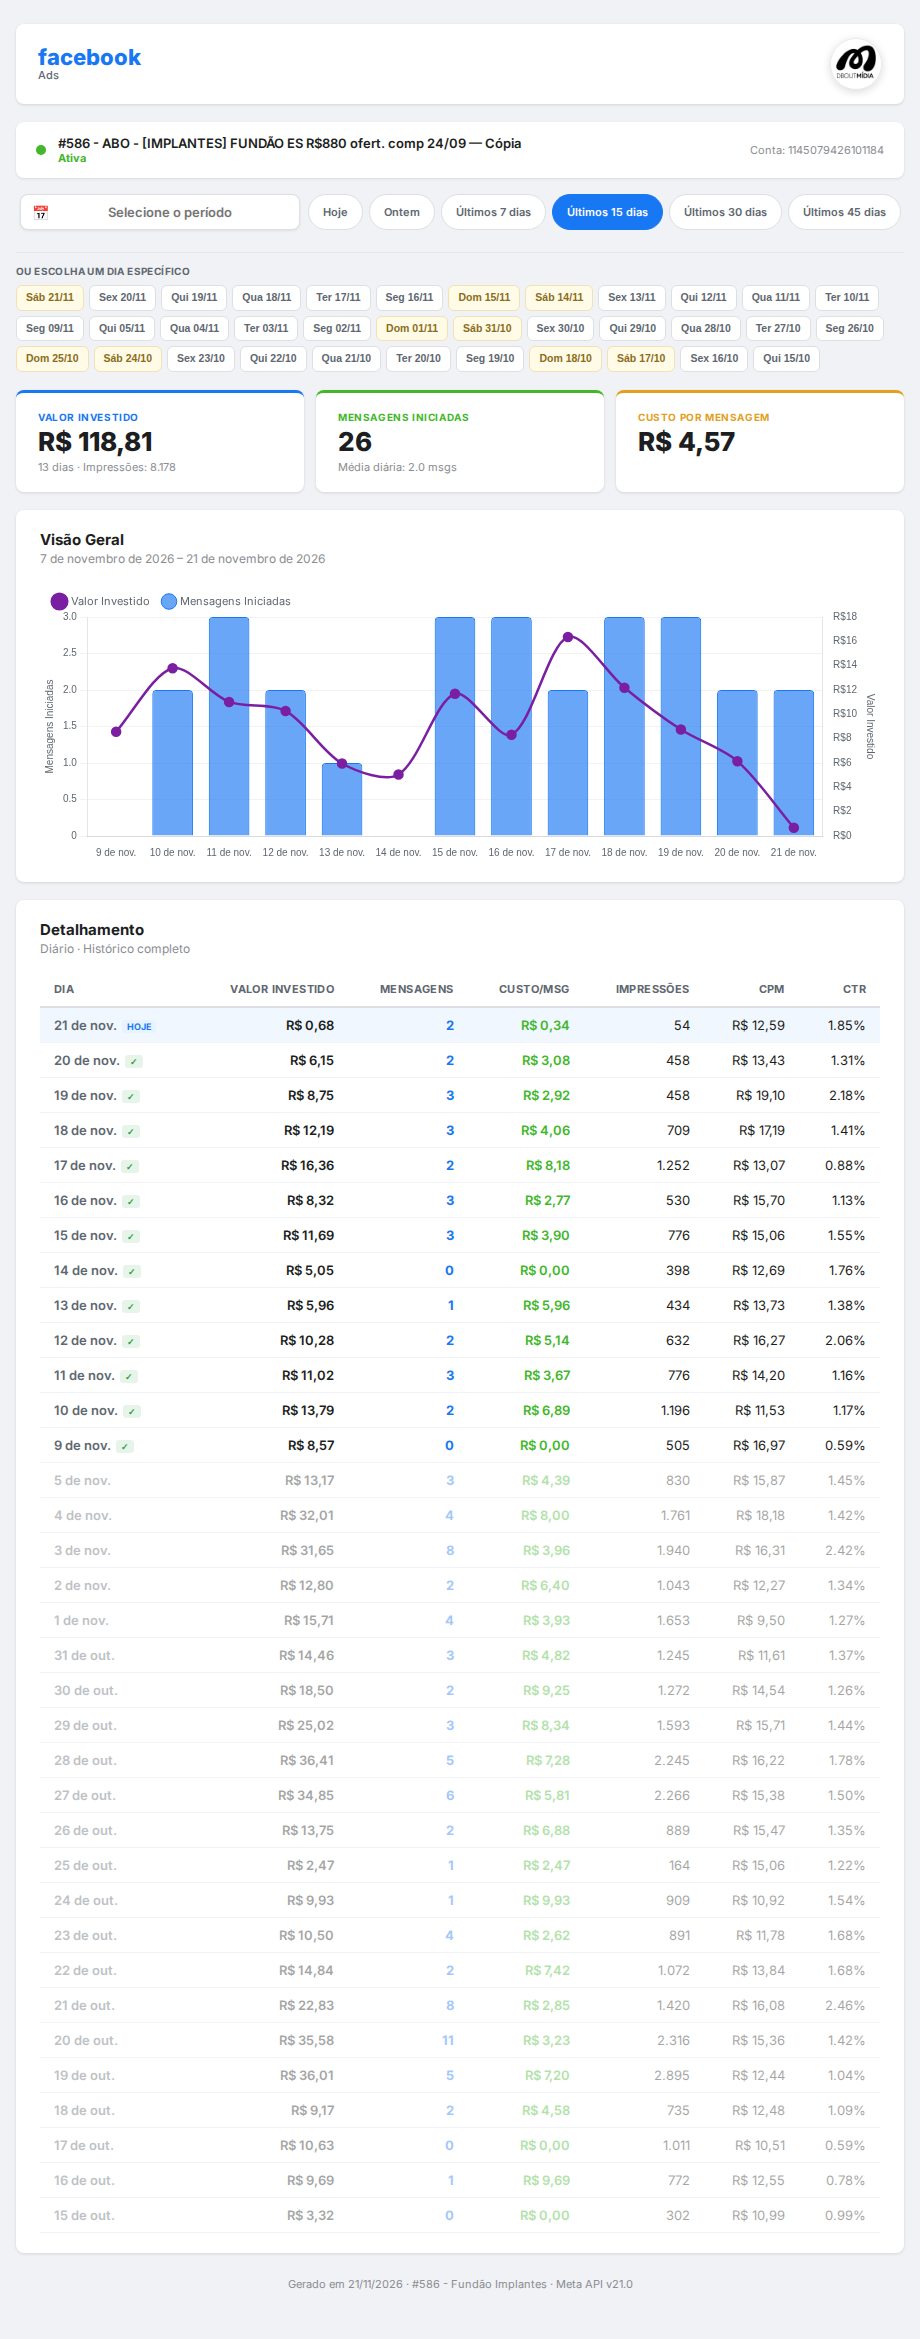 facebook
Ads
DBOUTMÍDIA
#586 - ABO - [IMPLANTES] FUNDÃO ES R$880 ofert. comp 24/09 — Cópia
Ativa
Conta: 1145079426101184
Selecione o período Hoje Ontem Últimos 7 dias Últimos 15 dias Últimos 30 dias Últimos 45 dias
OU ESCOLHA UM DIA ESPECÍFICO
Sáb 21/11 Sex 20/11 Qui 19/11 Qua 18/11 Ter 17/11 Seg 16/11 Dom 15/11 Sáb 14/11 Sex 13/11 Qui 12/11 Qua 11/11 Ter 10/11
Seg 09/11 Qui 05/11 Qua 04/11 Ter 03/11 Seg 02/11 Dom 01/11 Sáb 31/10 Sex 30/10 Qui 29/10 Qua 28/10 Ter 27/10 Seg 26/10
Dom 25/10 Sáb 24/10 Sex 23/10 Qui 22/10 Qua 21/10 Ter 20/10 Seg 19/10 Dom 18/10 Sáb 17/10 Sex 16/10 Qui 15/10
VALOR INVESTIDO
R$ 118,81
13 dias · Impressões: 8.178
MENSAGENS INICIADAS
26
Média diária: 2.0 msgs
CUSTO POR MENSAGEM
R$ 4,57
Visão Geral
7 de novembro de 2026 – 21 de novembro de 2026
Valor Investido Mensagens Iniciadas
Mensagens Iniciadas
3.0
2.5
2.0
1.5
1.0
0.5
0
R$18
R$16
R$14
R$12
R$10
R$8
R$6
R$4
R$2
R$0
Valor Investido
9 de nov. 10 de nov. 11 de nov. 12 de nov. 13 de nov. 14 de nov. 15 de nov. 16 de nov. 17 de nov. 18 de nov. 19 de nov. 20 de nov. 21 de nov.
Detalhamento
Diário · Histórico completo
DIA VALOR INVESTIDO MENSAGENS CUSTO/MSG IMPRESSÕES CPM CTR
21 de nov. HOJE R$ 0,68 2 R$ 0,34 54 R$ 12,59 1.85%
20 de nov. ✓ R$ 6,15 2 R$ 3,08 458 R$ 13,43 1.31%
19 de nov. ✓ R$ 8,75 3 R$ 2,92 458 R$ 19,10 2.18%
18 de nov. ✓ R$ 12,19 3 R$ 4,06 709 R$ 17,19 1.41%
17 de nov. ✓ R$ 16,36 2 R$ 8,18 1.252 R$ 13,07 0.88%
16 de nov. ✓ R$ 8,32 3 R$ 2,77 530 R$ 15,70 1.13%
15 de nov. ✓ R$ 11,69 3 R$ 3,90 776 R$ 15,06 1.55%
14 de nov. ✓ R$ 5,05 0 R$ 0,00 398 R$ 12,69 1.76%
13 de nov. ✓ R$ 5,96 1 R$ 5,96 434 R$ 13,73 1.38%
12 de nov. ✓ R$ 10,28 2 R$ 5,14 632 R$ 16,27 2.06%
11 de nov. ✓ R$ 11,02 3 R$ 3,67 776 R$ 14,20 1.16%
10 de nov. ✓ R$ 13,79 2 R$ 6,89 1.196 R$ 11,53 1.17%
9 de nov. ✓ R$ 8,57 0 R$ 0,00 505 R$ 16,97 0.59%
5 de nov. R$ 13,17 3 R$ 4,39 830 R$ 15,87 1.45%
4 de nov. R$ 32,01 4 R$ 8,00 1.761 R$ 18,18 1.42%
3 de nov. R$ 31,65 8 R$ 3,96 1.940 R$ 16,31 2.42%
2 de nov. R$ 12,80 2 R$ 6,40 1.043 R$ 12,27 1.34%
1 de nov. R$ 15,71 4 R$ 3,93 1.653 R$ 9,50 1.27%
31 de out. R$ 14,46 3 R$ 4,82 1.245 R$ 11,61 1.37%
30 de out. R$ 18,50 2 R$ 9,25 1.272 R$ 14,54 1.26%
29 de out. R$ 25,02 3 R$ 8,34 1.593 R$ 15,71 1.44%
28 de out. R$ 36,41 5 R$ 7,28 2.245 R$ 16,22 1.78%
27 de out. R$ 34,85 6 R$ 5,81 2.266 R$ 15,38 1.50%
26 de out. R$ 13,75 2 R$ 6,88 889 R$ 15,47 1.35%
25 de out. R$ 2,47 1 R$ 2,47 164 R$ 15,06 1.22%
24 de out. R$ 9,93 1 R$ 9,93 909 R$ 10,92 1.54%
23 de out. R$ 10,50 4 R$ 2,62 891 R$ 11,78 1.68%
22 de out. R$ 14,84 2 R$ 7,42 1.072 R$ 13,84 1.68%
21 de out. R$ 22,83 8 R$ 2,85 1.420 R$ 16,08 2.46%
20 de out. R$ 35,58 11 R$ 3,23 2.316 R$ 15,36 1.42%
19 de out. R$ 36,01 5 R$ 7,20 2.895 R$ 12,44 1.04%
18 de out. R$ 9,17 2 R$ 4,58 735 R$ 12,48 1.09%
17 de out. R$ 10,63 0 R$ 0,00 1.011 R$ 10,51 0.59%
16 de out. R$ 9,69 1 R$ 9,69 772 R$ 12,55 0.78%
15 de out. R$ 3,32 0 R$ 0,00 302 R$ 10,99 0.99%
Gerado em 21/11/2026 · #586 - Fundão Implantes · Meta API v21.0